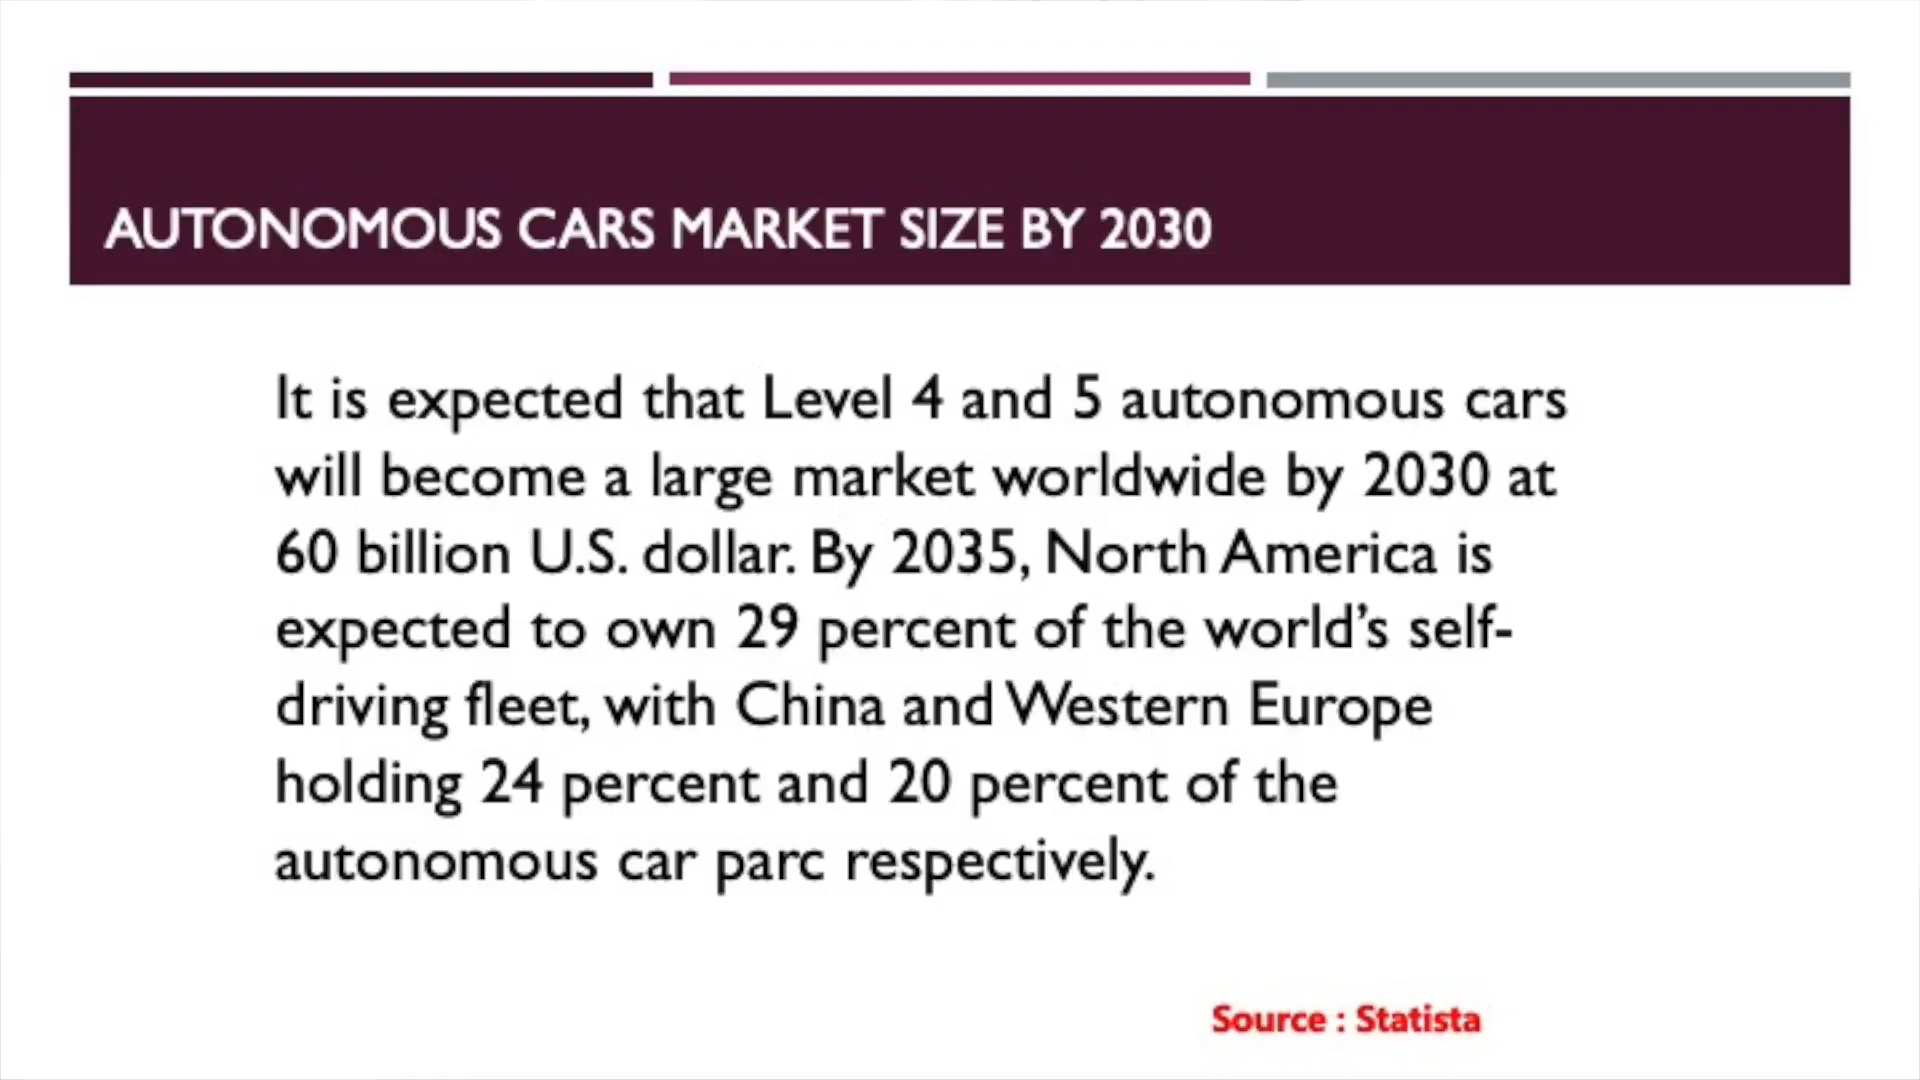 AUTONOMOUS CARS MARKET SIZE BY 2030
It is expected that Level 4 and 5 autonomous cars
will become a large market worldwide by 2030 at
60 billion U.S. dollar. By 2035, North America is
expected to own 29 percent of the world’s self-
driving fleet, with China and Western Europe
holding 24 percent and 20 percent of the
autonomous car parc respectively.
Source : Statista